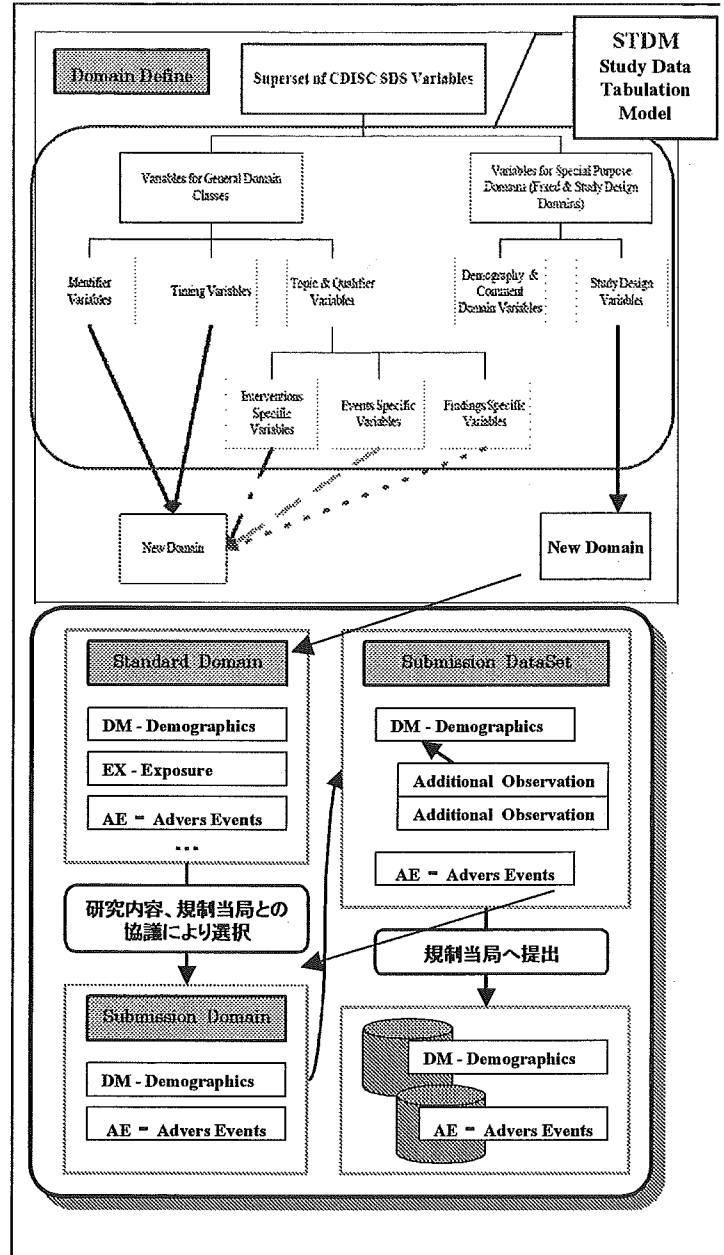 STDM
Study Data
Tabulation
Model
Domain Define
Superset of CDISC SDS Variables
Variables for General Domain
Classes
Variables for Special Purpose
Domains (Fixed & Study Design
Domains)
Identifier
Variables
Timing Variables
Topic & Qualifier
Variables
Demography &
Comment
Domain Variables
Study Design
Variables
Interventions
Specific
Variables
Events Specific
Variables
Findings Specific
Variables
New Domain
New Domain
Standard Domain
DM - Demographics
EX - Exposure
AE - Advers Events
...
研究内容、規制当局との
協議により選択
Submission Domain
DM - Demographics
AE - Advers Events
Submission DataSet
DM - Demographics
Additional Observation
Additional Observation
AE - Advers Events
規制当局へ提出
DM - Demographics
AE - Advers Events